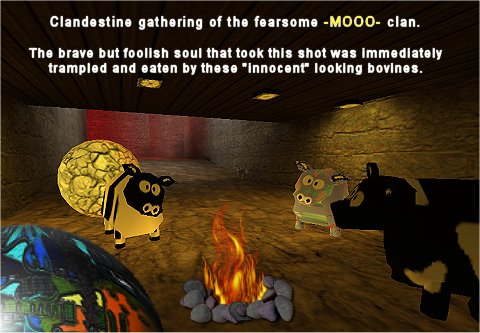 Clandestine gathering of the fearsome -MOOO- clan.
The brave but foolish soul that took this shot was immediately
trampled and eaten by these "innocent" looking bovines.